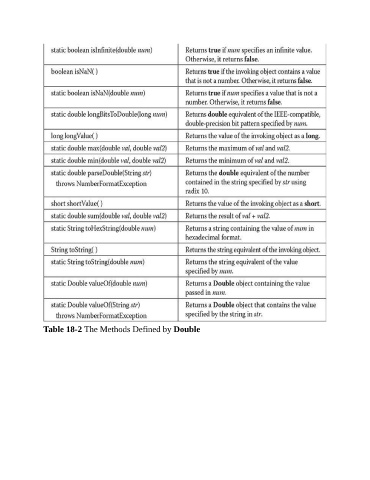 static boolean isInfinite(double num) Returns true if num specifies an infinite value.
Otherwise, it returns false.
boolean isNaN( ) Returns true if the invoking object contains a value
that is not a number. Otherwise, it returns false.
static boolean isNaN(double num) Returns true if num specifies a value that is not a
number. Otherwise, it returns false.
static double longBitsToDouble(long num) Returns double equivalent of the IEEE-compatible,
double-precision bit pattern specified by num.
long longValue( ) Returns the value of the invoking object as a long.
static double max(double val, double val2) Returns the maximum of val and val2.
static double min(double val, double val2) Returns the minimum of val and val2.
static double parseDouble(String str) Returns the double equivalent of the number
throws NumberFormatException contained in the string specified by str using
radix 10.
short shortValue( ) Returns the value of the invoking object as a short.
static double sum(double val, double val2) Returns the result of val + val2.
static String toHexString(double num) Returns a string containing the value of num in
hexadecimal format.
String toString( ) Returns the string equivalent of the invoking object.
static String toString(double num) Returns the string equivalent of the value
specified by num.
static Double valueOf(double num) Returns a Double object containing the value
passed in num.
static Double valueOf(String str) Returns a Double object that contains the value
throws NumberFormatException specified by the string in str.
Table 18-2 The Methods Defined by Double